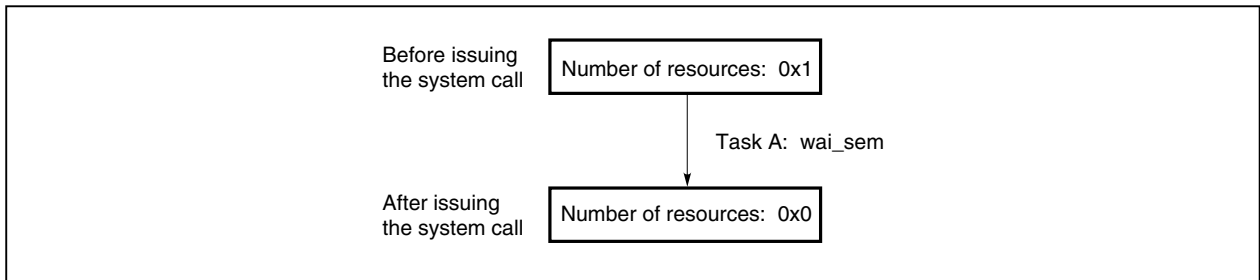 Before issuing
the system call
Number of resources: 0x1
Task A: wai_sem
After issuing
the system call
Number of resources: 0x0